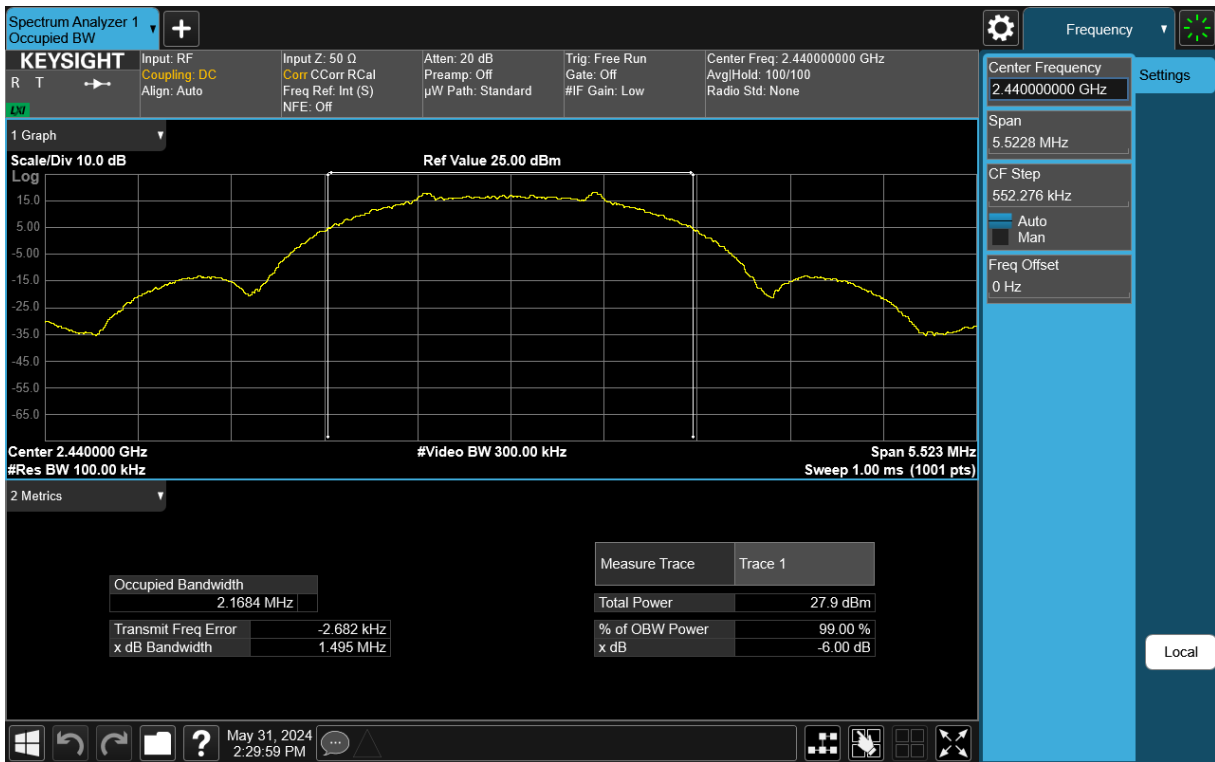 Spectrum Analyzer 1
Occupied BW
Frequency
KEYSIGHT
R T
LXI
Input: RF
Coupling: DC
Align: Auto
Input Z: 50 Ω
Corr CCorr RCal
Freq Ref: Int (S)
NFE: Off
Atten: 20 dB
Preamp: Off
µW Path: Standard
Trig: Free Run
Gate: Off
#IF Gain: Low
Center Freq: 2.440000000 GHz
Avg|Hold: 100/100
Radio Std: None
Center Frequency
2.440000000 GHz
Settings
Span
5.5228 MHz
CF Step
552.276 kHz
Auto
Man
Freq Offset
0 Hz
Local
1 Graph
Scale/Div 10.0 dB
Ref Value 25.00 dBm
Log
15.0
5.00
-5.00
-15.0
-25.0
-35.0
-45.0
-55.0
-65.0
Center 2.440000 GHz
#Video BW 300.00 kHz
Span 5.523 MHz
#Res BW 100.00 kHz
Sweep 1.00 ms (1001 pts)
2 Metrics
Measure Trace Trace 1
Occupied Bandwidth
2.1684 MHz
Total Power 27.9 dBm
Transmit Freq Error -2.682 kHz
% of OBW Power 99.00 %
x dB Bandwidth 1.495 MHz
x dB -6.00 dB
?
May 31, 2024
2:29:59 PM